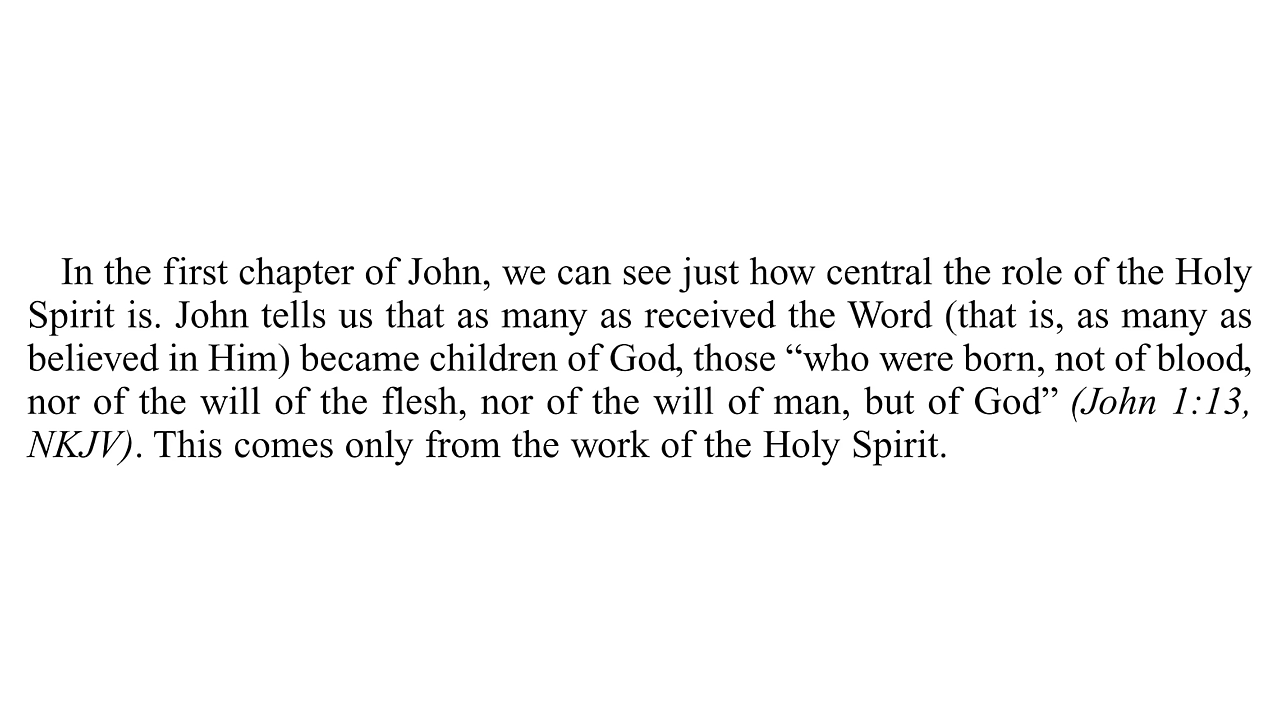 In the first chapter of John, we can see just how central the role of the Holy
Spirit is. John tells us that as many as received the Word (that is, as many as
believed in Him) became children of God, those “who were born, not of blood,
nor of the will of the flesh, nor of the will of man, but of God” (John 1:13,
NKJV). This comes only from the work of the Holy Spirit.